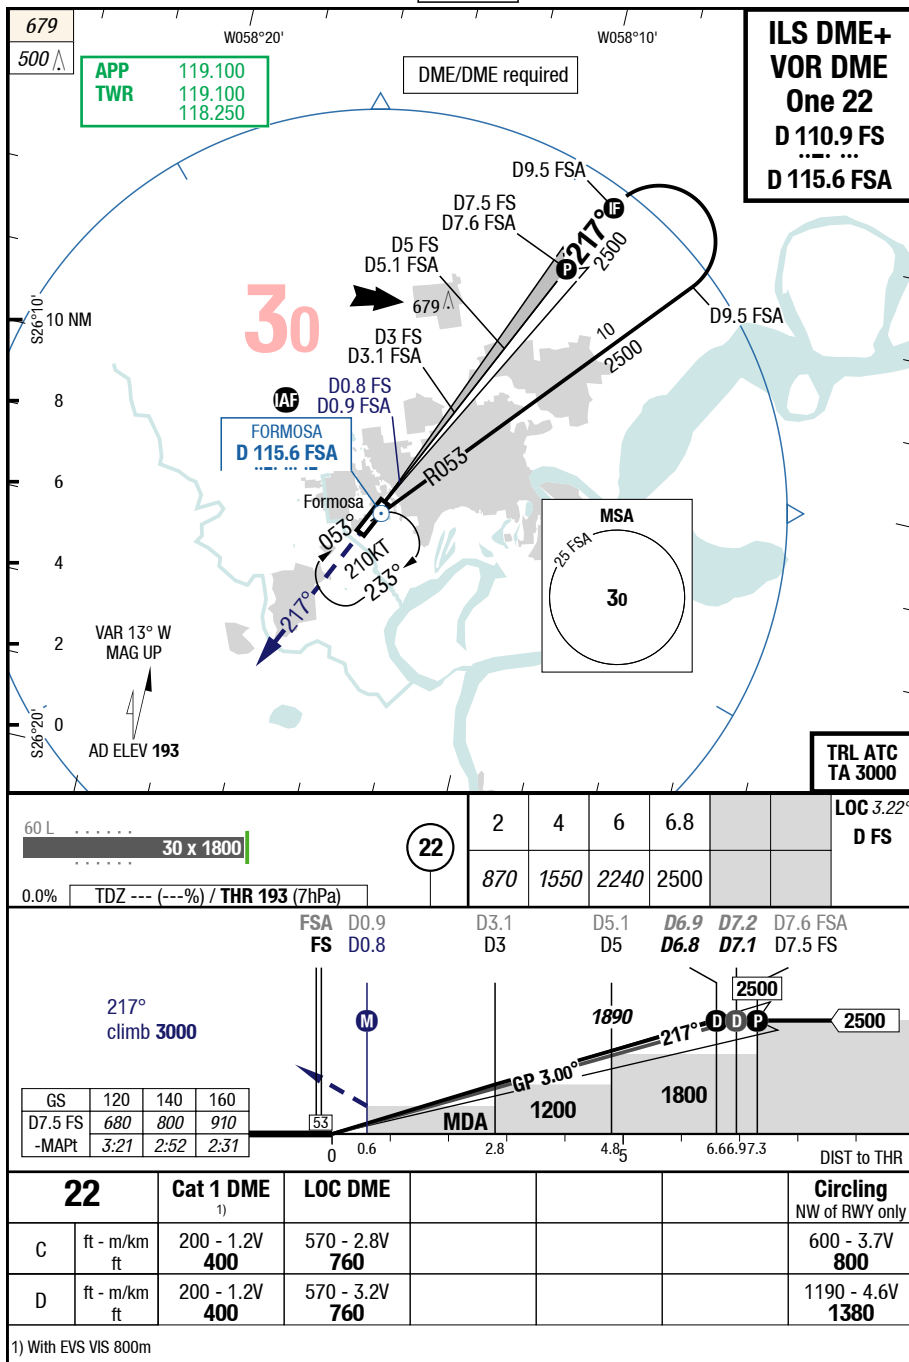 679
500
APP 119.100
TWR 119.100
118.250
W058°20'
W058°10'
DME/DME required
ILS DME+
VOR DME
One 22
D 110.9 FS
D 115.6 FSA
D9.5 FSA
D7.5 FS
D7.6 FSA
IF
217°
2500
P
D5 FS
D5.1 FSA
679
30
S26°10'
10 NM
D9.5 FSA
10
2500
D3 FS
D3.1 FSA
D0.8 FS
D0.9 FSA
8
IAF
FORMOSA
D 115.6 FSA
R053
6
Formosa
053°
210KT
233°
217°
MSA
25 FSA
30
4
2
VAR 13° W
MAG UP
0
S26°20'
AD ELEV 193
TRL ATC
TA 3000
60 L
30 x 1800
22
0.0% TDZ --- (---%) / THR 193 (7hPa)
2 4 6 6.8
LOC 3.22°
D FS
870 1550 2240 2500
FSA D0.9 D3.1 D5.1 D6.9 D7.2 D7.6 FSA
FS D0.8 D3 D5 D6.8 D7.1 D7.5 FS
2500
217°
climb 3000
M
1890
D D P
2500
217°
GP 3.00°
1800
1200
MDA
53
GS 120 140 160
D7.5 FS 680 800 910
-MAPt 3:21 2:52 2:31
0 0.6 2.8 4.8 5 6.6 6.9 7.3
DIST to THR
22
Cat 1 DME
1)
LOC DME
Circling
NW of RWY only
C ft - m/km 200 - 1.2V 570 - 2.8V 600 - 3.7V
ft 400 760 800
D ft - m/km 200 - 1.2V 570 - 3.2V 1190 - 4.6V
ft 400 760 1380
1) With EVS VIS 800m